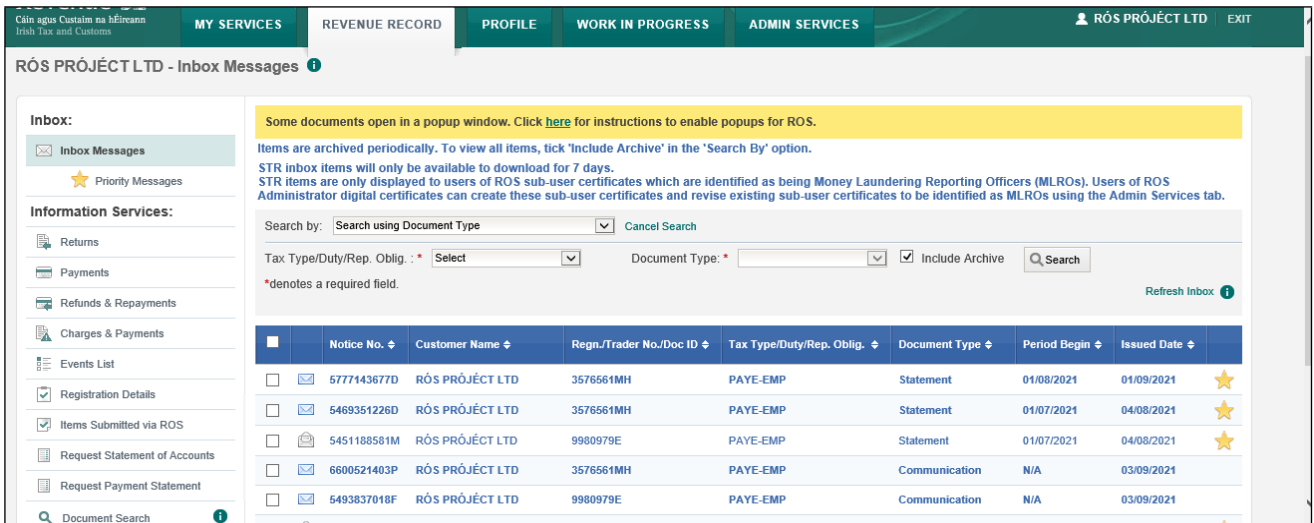 Cáin agus Custaim na hÉireann
Irish Tax and Customs
MY SERVICES
REVENUE RECORD
PROFILE
WORK IN PROGRESS
ADMIN SERVICES
RÓS PRÓJÉCT LTD
EXIT
RÓS PRÓJÉCT LTD - Inbox Messages
Inbox:
Inbox Messages
Priority Messages
Information Services:
Returns
Payments
Refunds & Repayments
Charges & Payments
Events List
Registration Details
Items Submitted via ROS
Request Statement of Accounts
Request Payment Statement
Document Search
Some documents open in a popup window. Click here for instructions to enable popups for ROS.
Items are archived periodically. To view all items, tick 'Include Archive' in the 'Search By' option.
STR inbox items will only be available to download for 7 days.
STR items are only displayed to users of ROS sub-user certificates which are identified as being Money Laundering Reporting Officers (MLROs). Users of ROS
Administrator digital certificates can create these sub-user certificates and revise existing sub-user certificates to be identified as MLROs using the Admin Services tab.
Search by: Search using Document Type Cancel Search
Tax Type/Duty/Rep. Oblig. : * Select Document Type: * Include Archive Search
*denotes a required field.
Refresh Inbox
Notice No. Customer Name Regn./Trader No./Doc ID Tax Type/Duty/Rep. Oblig. Document Type Period Begin Issued Date
5777143677D RÓS PRÓJÉCT LTD 3576561MH PAYE-EMP Statement 01/08/2021 01/09/2021
5469351226D RÓS PRÓJÉCT LTD 3576561MH PAYE-EMP Statement 01/07/2021 04/08/2021
5451188581M RÓS PRÓJÉCT LTD 9980979E PAYE-EMP Statement 01/07/2021 04/08/2021
6600521403P RÓS PRÓJÉCT LTD 3576561MH PAYE-EMP Communication N/A 03/09/2021
5493837018F RÓS PRÓJÉCT LTD 9980979E PAYE-EMP Communication N/A 03/09/2021